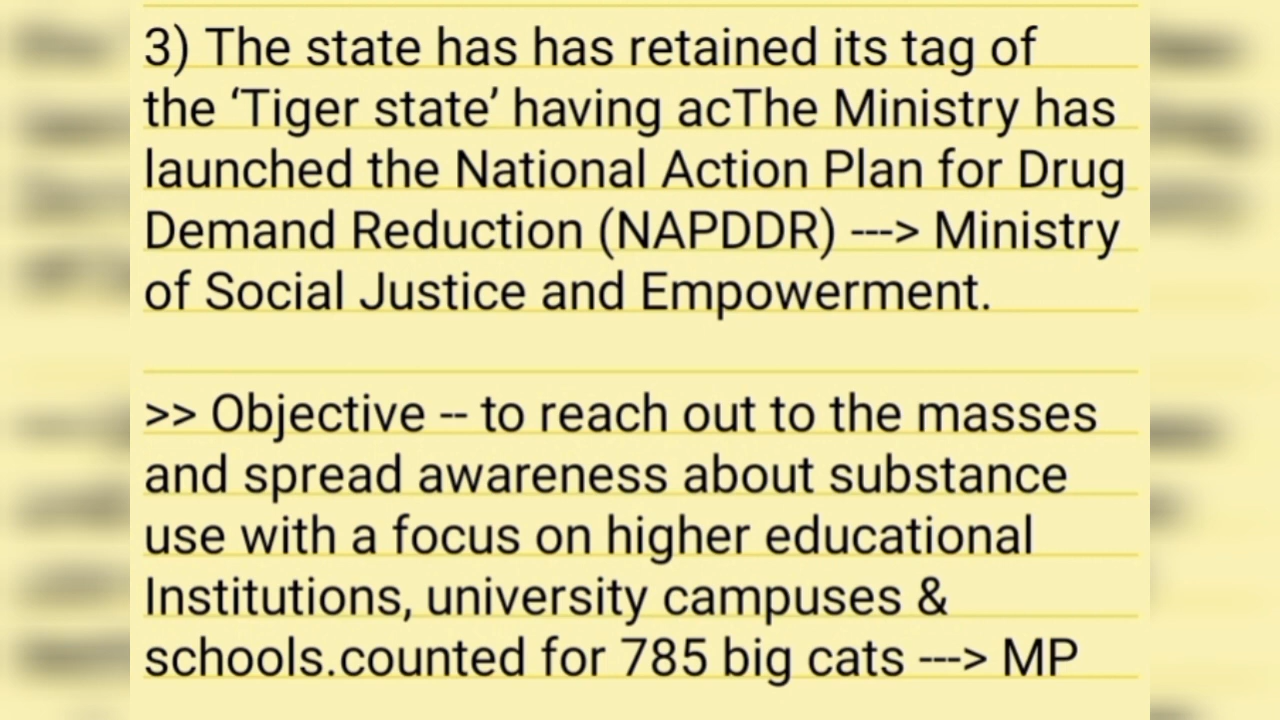 3) The state has has retained its tag of
the ‘Tiger state’ having acThe Ministry has
launched the National Action Plan for Drug
Demand Reduction (NAPDDR) ---> Ministry
of Social Justice and Empowerment.
>> Objective -- to reach out to the masses
and spread awareness about substance
use with a focus on higher educational
Institutions, university campuses &
schools.counted for 785 big cats ---> MP